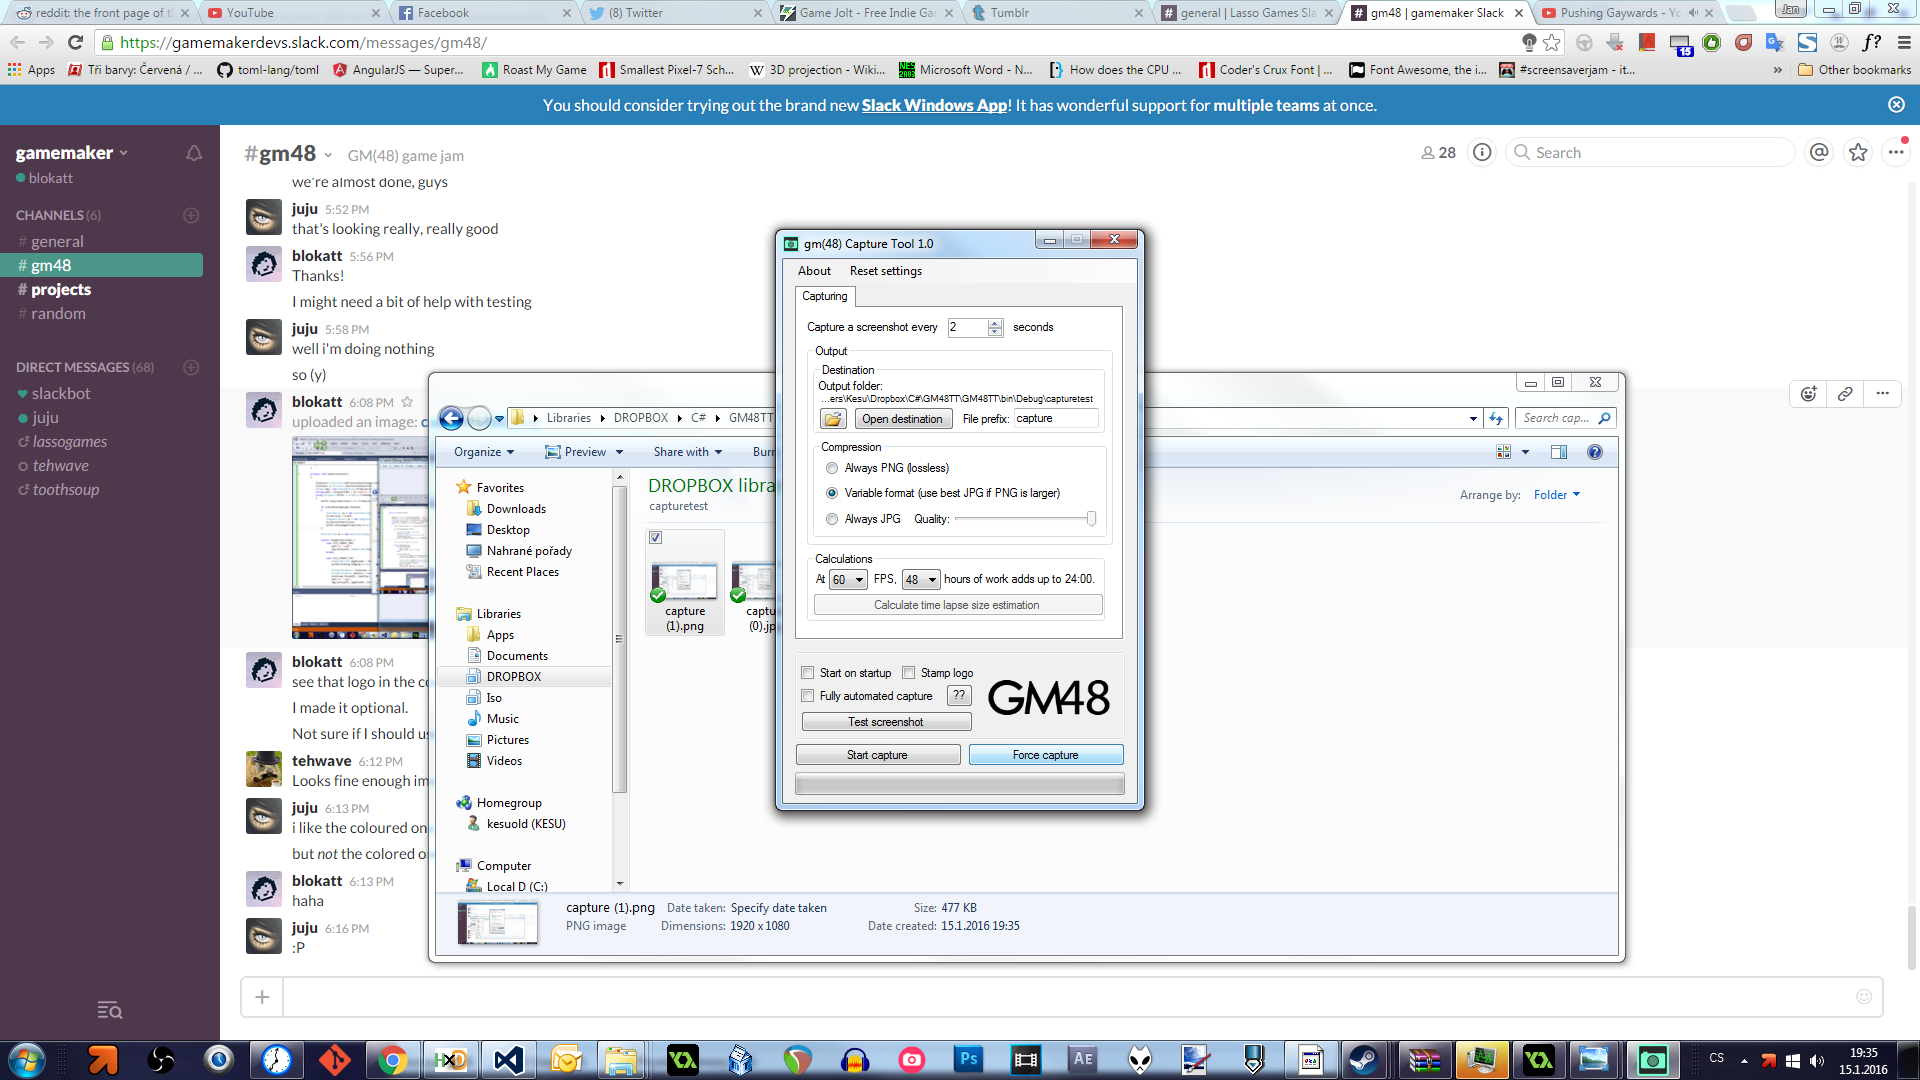 reddit: the front page of th
YouTube
Facebook
(8) Twitter
Game Jolt - Free Indie Gam
Tumblr
general | Lasso Games Sla
gm48 | gamemaker Slack
Pushing Gaywards - Yo
Jan
https://gamemakerdevs.slack.com/messages/gm48/
15
f?
Apps
Tři barvy: Červená / ...
toml-lang/toml
AngularJS — Super...
Roast My Game
Smallest Pixel-7 Sch...
3D projection - Wiki...
Microsoft Word - N...
How does the CPU ...
Coder's Crux Font | ...
Font Awesome, the i...
#screensaverjam - it...
»
Other bookmarks
You should consider trying out the brand new Slack Windows App! It has wonderful support for multiple teams at once.
gamemaker
blokatt
CHANNELS (6)
# general
# gm48
# projects
# random
DIRECT MESSAGES (68)
slackbot
juju
lassogames
tehwave
toothsoup
#gm48
GM(48) game jam
28
Search
we're almost done, guys
juju 5:52 PM
that's looking really, really good
blokatt 5:56 PM
Thanks!
I might need a bit of help with testing
juju 5:58 PM
well i'm doing nothing
so (y)
blokatt 6:08 PM
uploaded an image: c
blokatt 6:08 PM
see that logo in the co
I made it optional.
Not sure if I should us
tehwave 6:12 PM
Looks fine enough im
juju 6:13 PM
i like the coloured on
but not the colored o
blokatt 6:13 PM
haha
juju 6:16 PM
:P
Libraries
DROPBOX
C#
GM48TT
Search cap...
Organize
Preview
Share with
Burn
Favorites
Downloads
Desktop
Nahrané pořady
Recent Places
Libraries
Apps
Documents
DROPBOX
Iso
Music
Pictures
Videos
Homegroup
kesuold (KESU)
Computer
Local D (C:)
DROPBOX libra
capturetest
Arrange by: Folder
capture
(1).png
captu
(0).jp
capture (1).png
PNG image
Date taken: Specify date taken
Dimensions: 1920 x 1080
Size: 477 KB
Date created: 15.1.2016 19:35
gm(48) Capture Tool 1.0
About
Reset settings
Capturing
Capture a screenshot every 2 seconds
Output
Destination
Output folder:
...ers\Kesu\Dropbox\C#\GM48TT\GM48TT\bin\Debug\capturetest
Open destination
File prefix: capture
Compression
Always PNG (lossless)
Variable format (use best JPG if PNG is larger)
Always JPG
Quality:
Calculations
At 60 FPS, 48 hours of work adds up to 24:00.
Calculate time lapse size estimation
Start on startup
Stamp logo
Fully automated capture
??
Test screenshot
GM48
Start capture
Force capture
Ps
AE
CS
19:35
15.1.2016